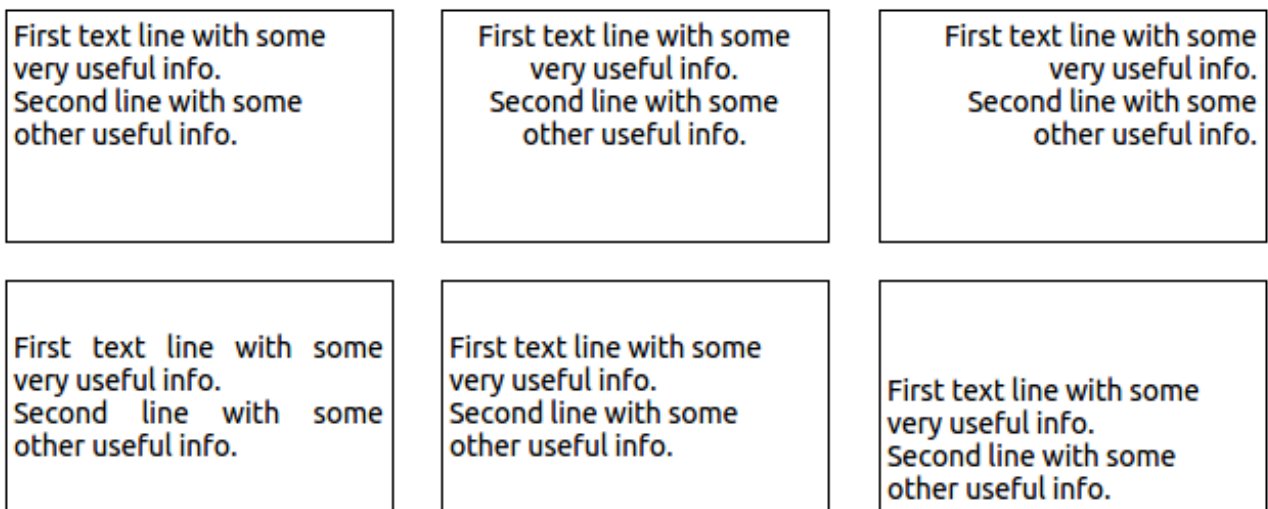 First text line with some
very useful info.
Second line with some
other useful info.
First text line with some
very useful info.
Second line with some
other useful info.
First text line with some
very useful info.
Second line with some
other useful info.
First text line with some
very useful info.
Second line with some
other useful info.
First text line with some
very useful info.
Second line with some
other useful info.
First text line with some
very useful info.
Second line with some
other useful info.